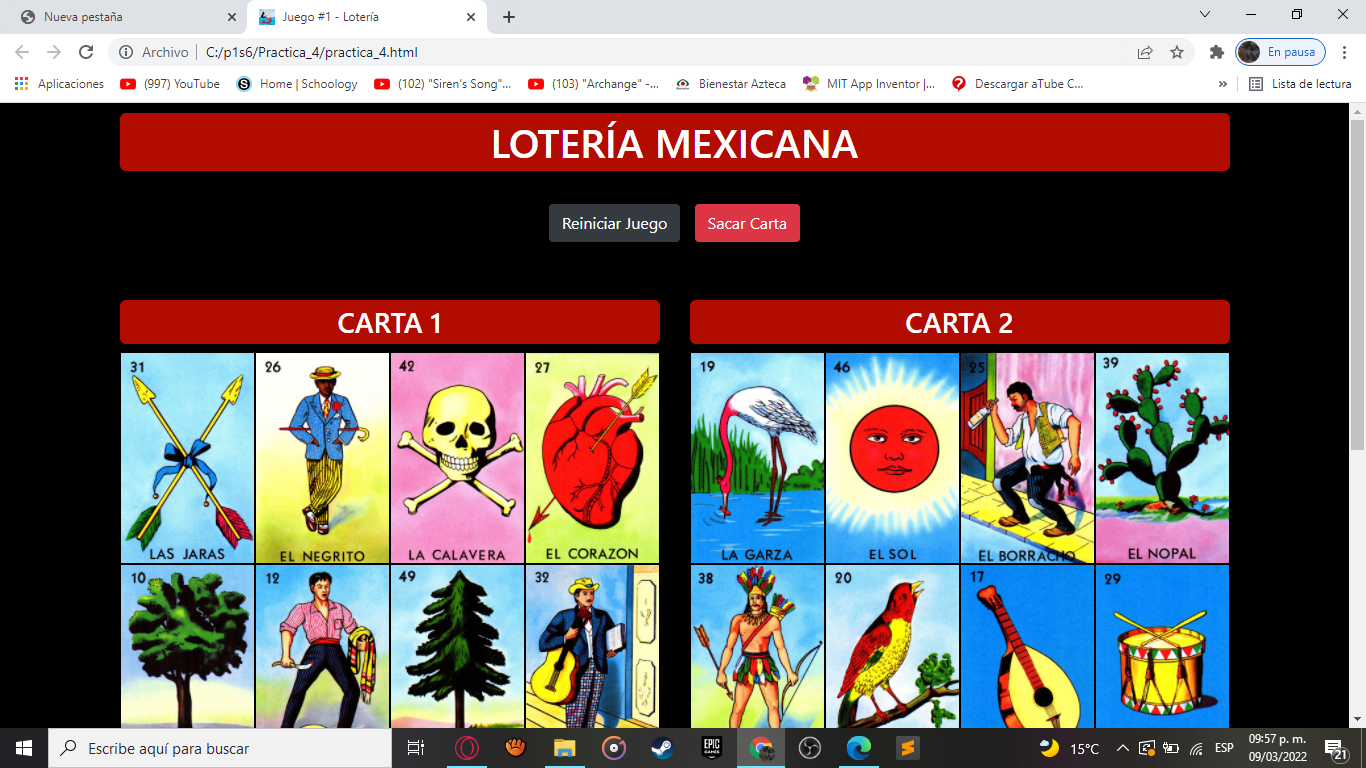 Nueva pestaña
Juego #1 - Lotería
Archivo
C:/p1s6/Practica_4/practica_4.html
En pausa
Aplicaciones
(997) YouTube
Home | Schoology
(102) "Siren's Song"...
(103) "Archange" -...
Bienestar Azteca
MIT App Inventor |...
Descargar aTube C...
»
Lista de lectura
LOTERÍA MEXICANA
Reiniciar Juego
Sacar Carta
CARTA 1
CARTA 2
31
26
42
27
LAS JARAS
EL NEGRITO
LA CALAVERA
EL CORAZON
19
46
25
39
LA GARZA
EL SOL
EL BORRACHO
EL NOPAL
10
12
49
32
38
20
17
29
Escribe aquí para buscar
EPIC
GAMES
15°C
ESP
09:57 p. m.
09/03/2022
21